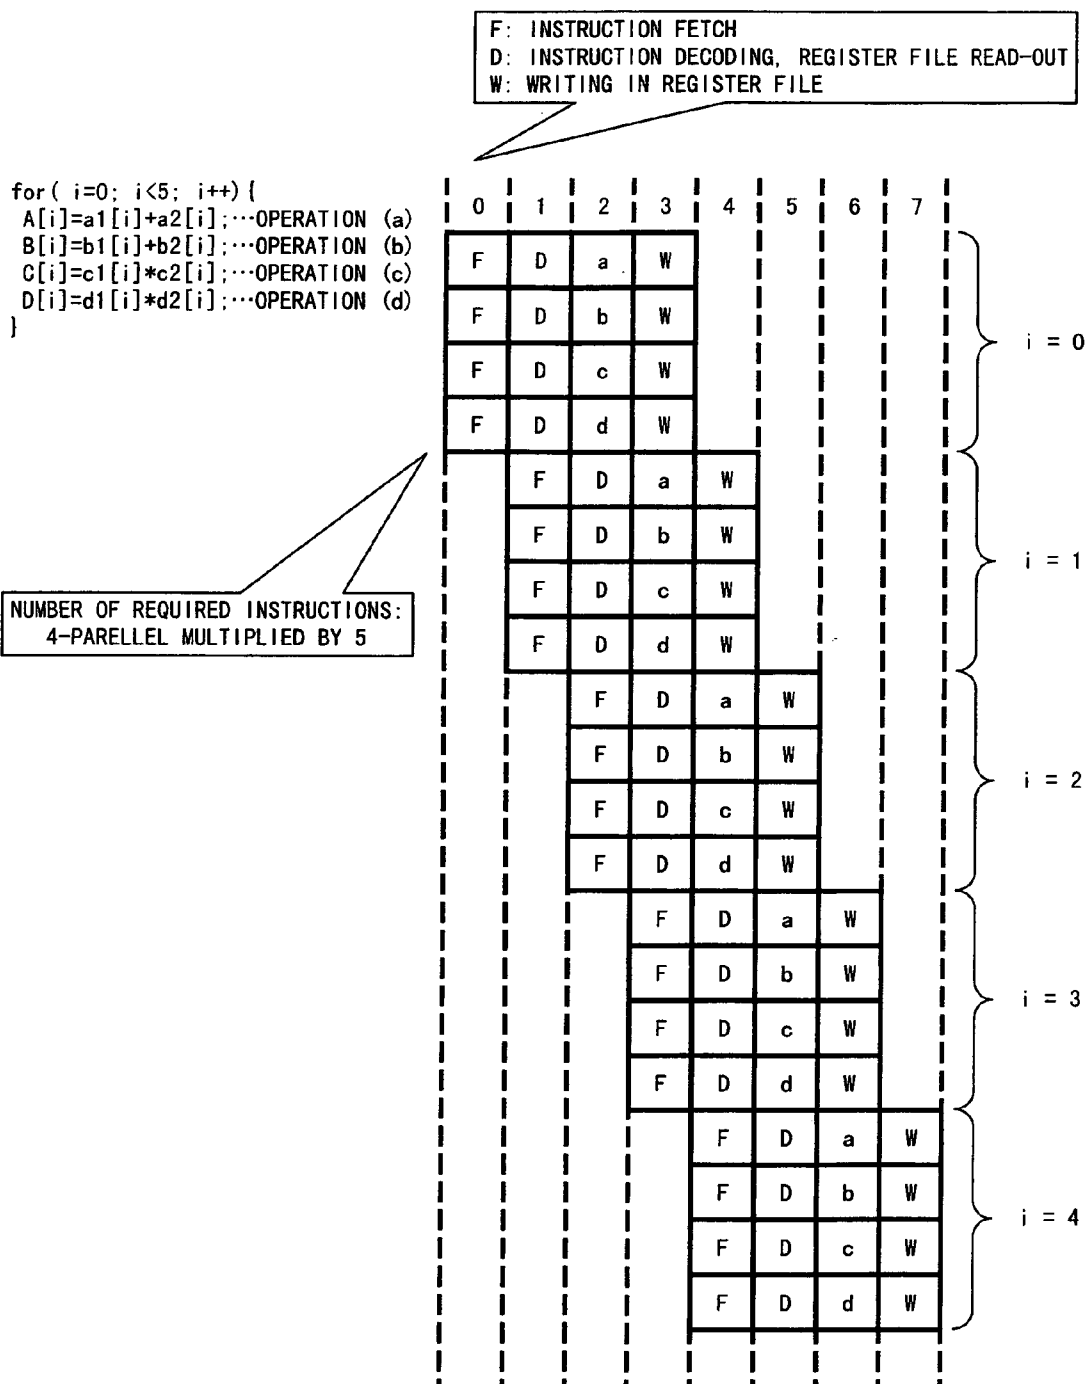 F: INSTRUCTION FETCH
D: INSTRUCTION DECODING, REGISTER FILE READ-OUT
W: WRITING IN REGISTER FILE
for( i=0; i<5; i++){
A[i]=a1[i]+a2[i];…OPERATION (a)
B[i]=b1[i]+b2[i];…OPERATION (b)
C[i]=c1[i]*c2[i];…OPERATION (c)
D[i]=d1[i]*d2[i];…OPERATION (d)
}
0 1 2 3 4 5 6 7
F D a W
F D b W
F D c W
F D d W
i = 0
F D a W
F D b W
F D c W
F D d W
i = 1
NUMBER OF REQUIRED INSTRUCTIONS:
4-PARELLEL MULTIPLIED BY 5
F D a W
F D b W
F D c W
F D d W
i = 2
F D a W
F D b W
F D c W
F D d W
i = 3
F D a W
F D b W
F D c W
F D d W
i = 4